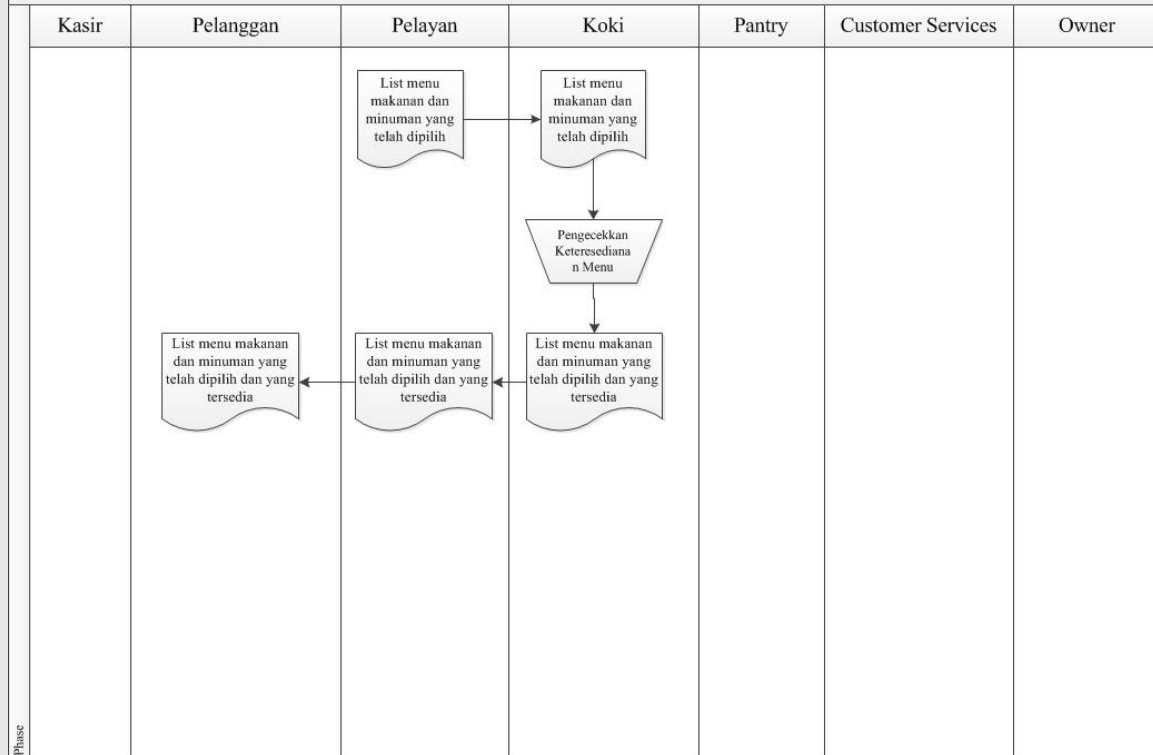 Kasir
Pelanggan
Pelayan
Koki
Pantry
Customer Services
Owner
List menu
makanan dan
minuman yang
telah dipilih
List menu
makanan dan
minuman yang
telah dipilih
Pengecekkan
Keteresediana
n Menu
List menu makanan
dan minuman yang
telah dipilih dan yang
tersedia
List menu makanan
dan minuman yang
telah dipilih dan yang
tersedia
List menu makanan
dan minuman yang
telah dipilih dan yang
tersedia
Phase